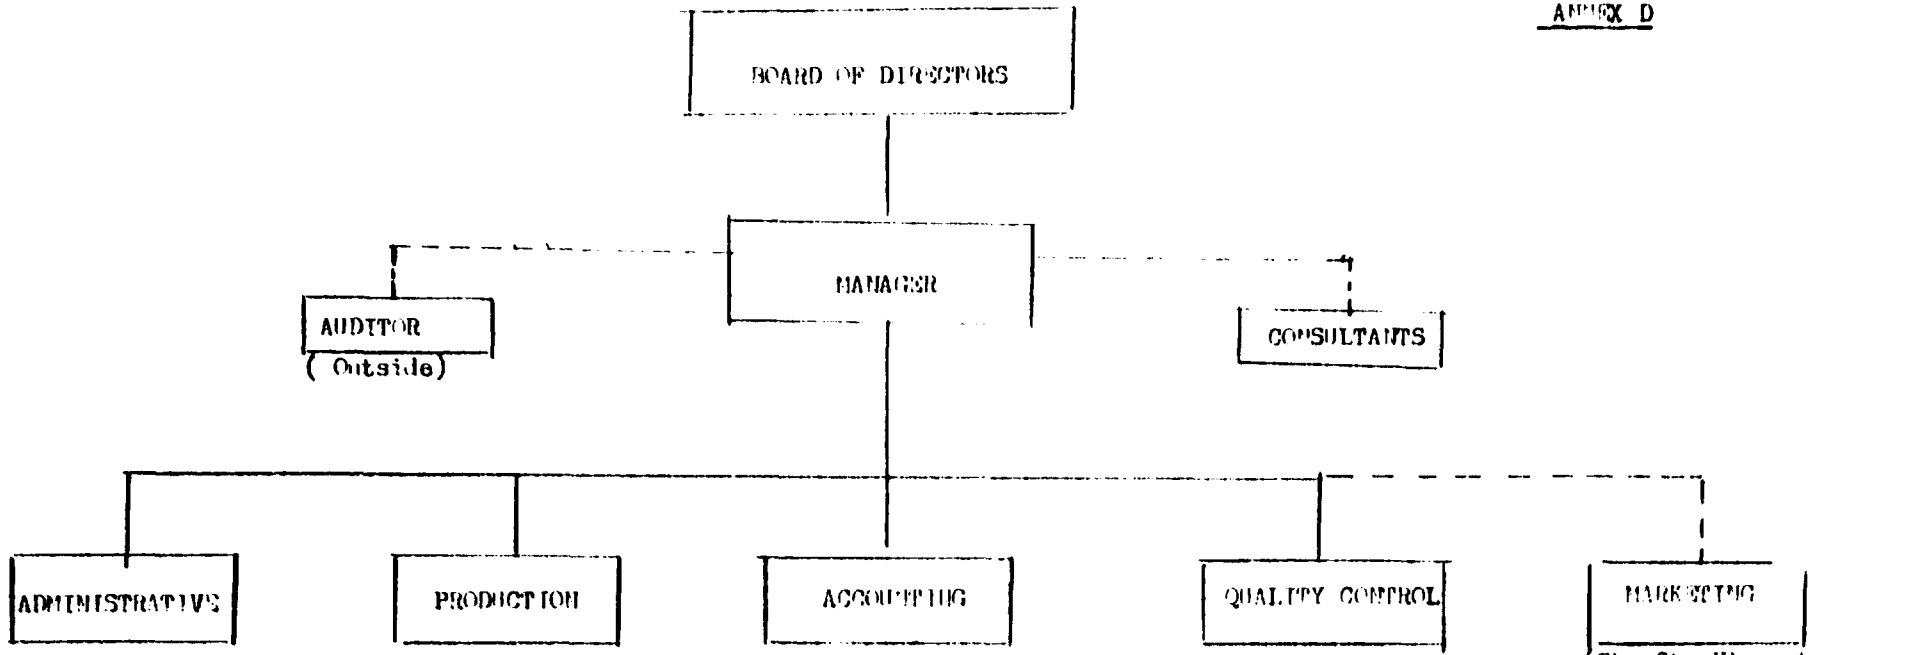 ANNEX D
BOARD OF DIRECTORS
MANAGER
AUDITOR
( Outside)
CONSULTANTS
ADMINISTRATIVE
PRODUCTION
ACCOUNTING
QUALITY CONTROL
MARKETING